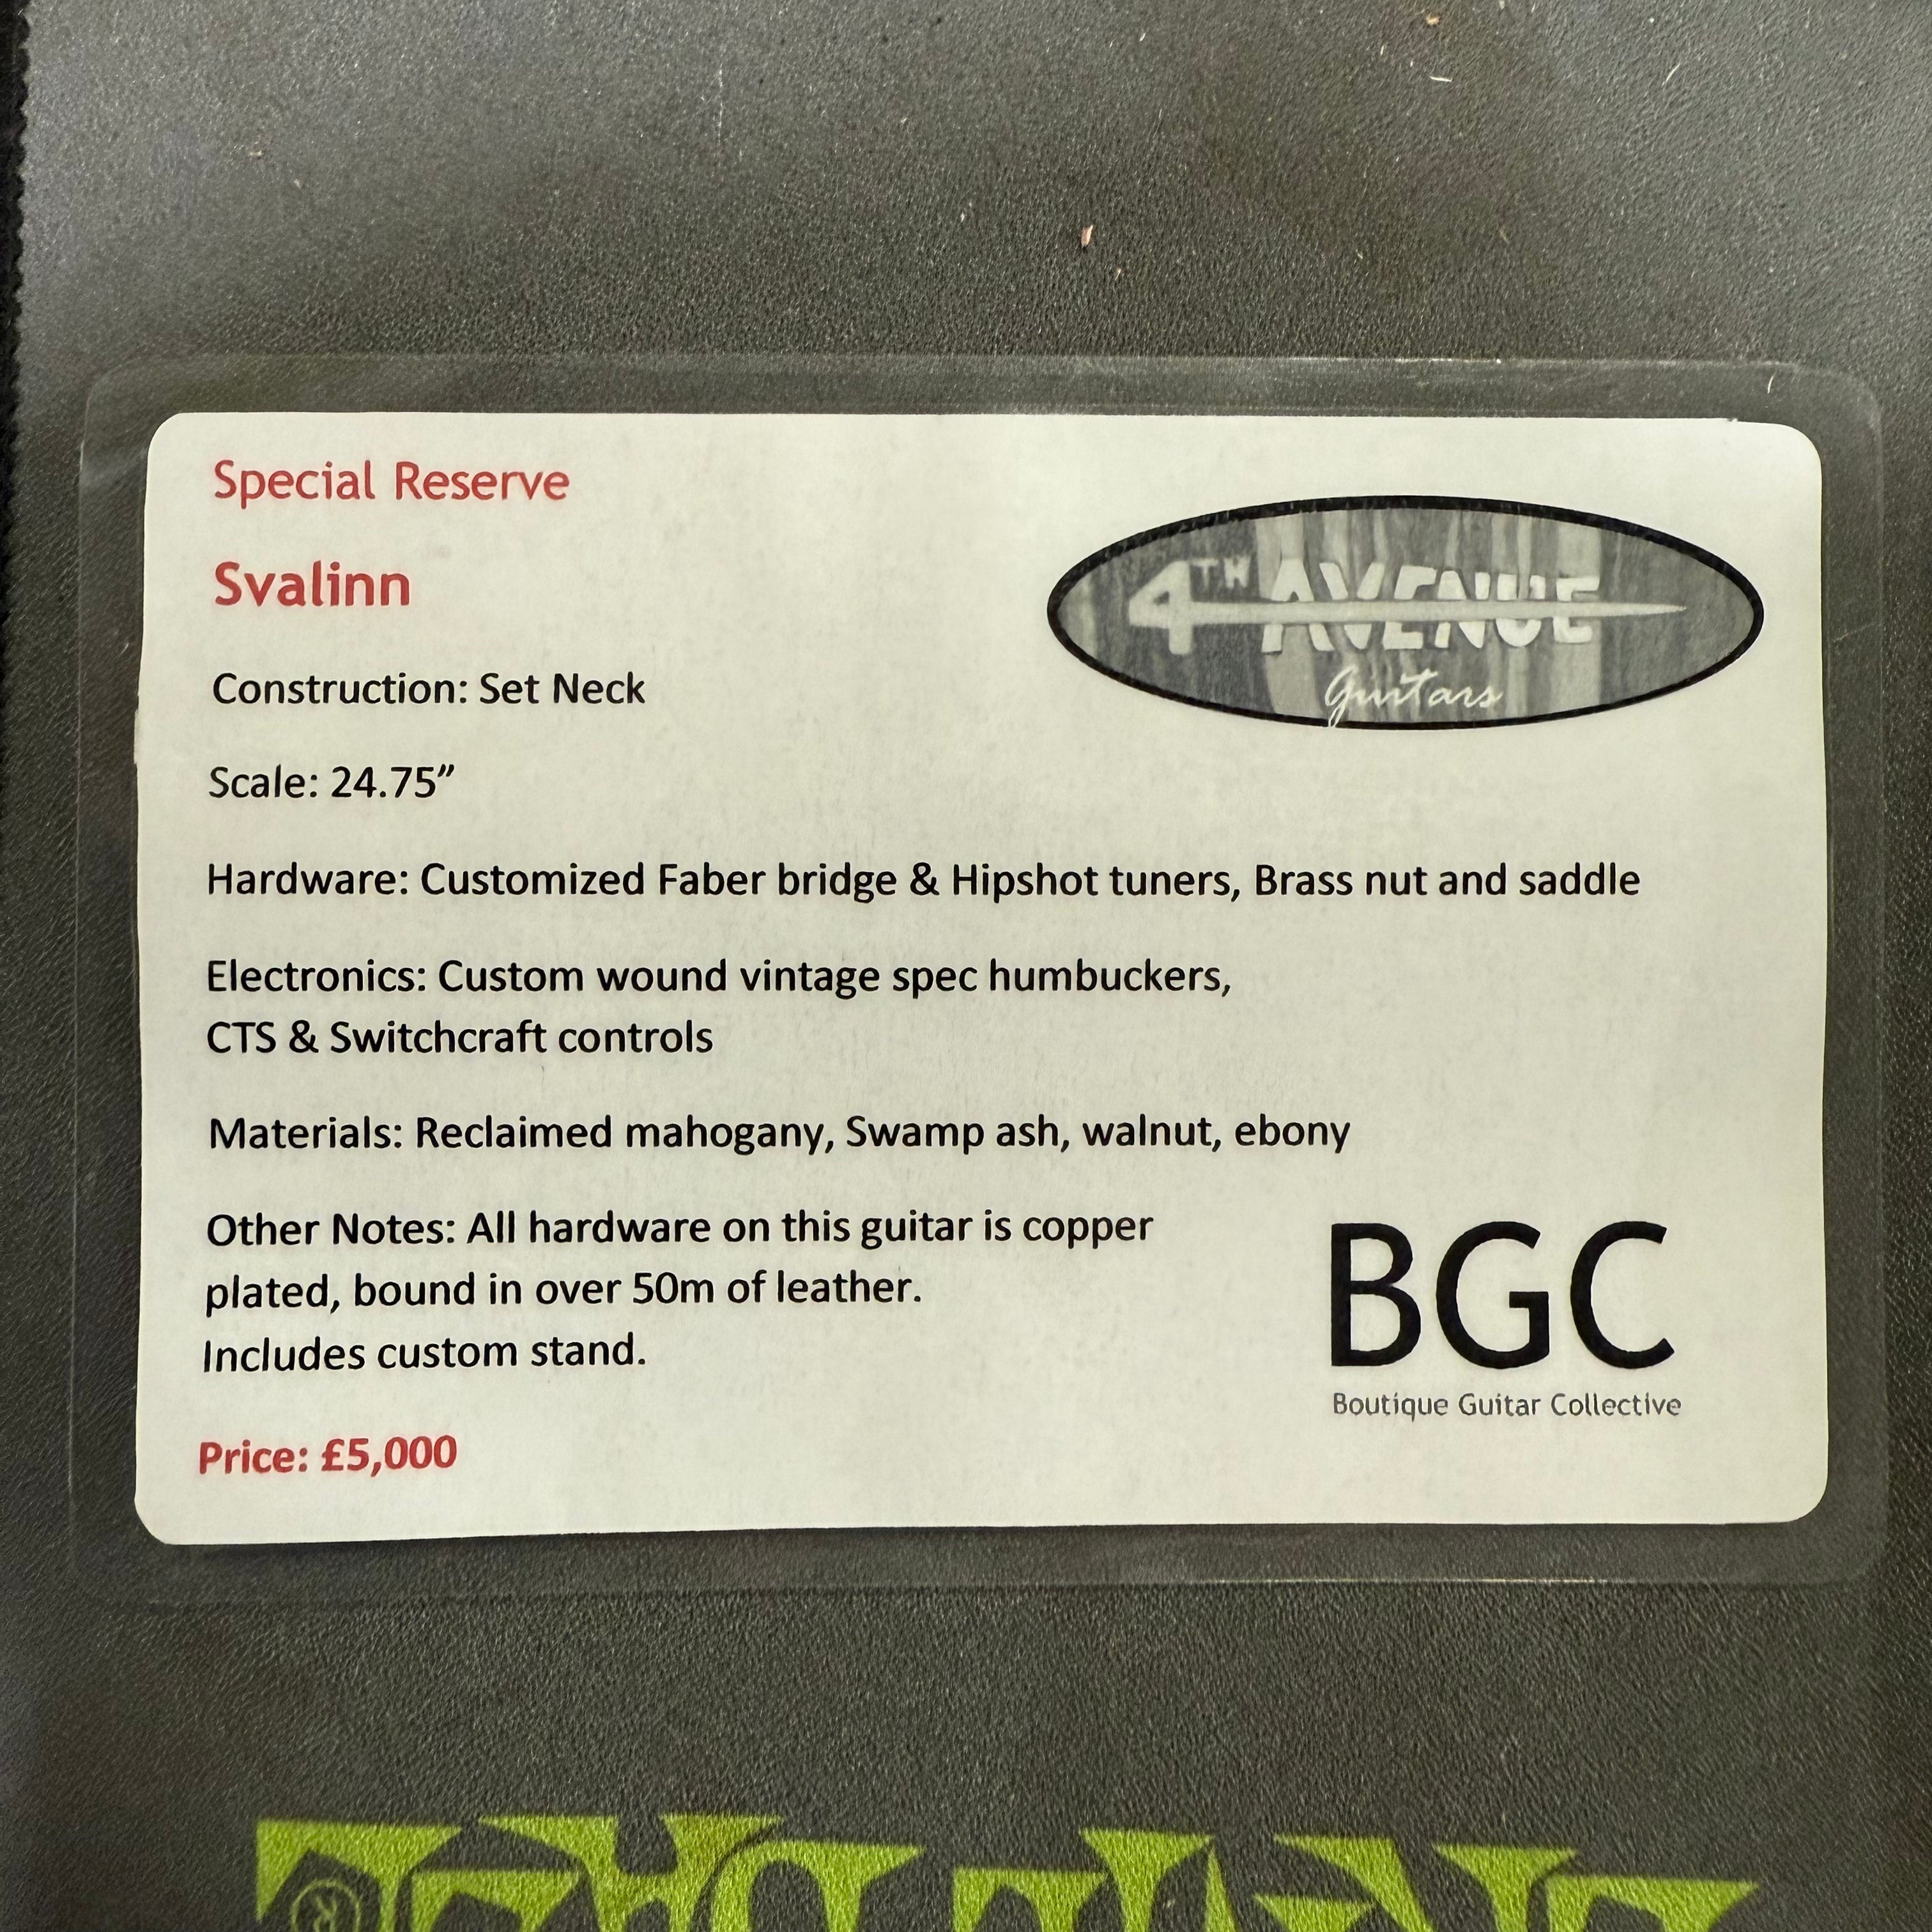 Special Reserve
Svalinn
4TH AVENUE
Guitars
Construction: Set Neck
Scale: 24.75”
Hardware: Customized Faber bridge & Hipshot tuners, Brass nut and saddle
Electronics: Custom wound vintage spec humbuckers,
CTS & Switchcraft controls
Materials: Reclaimed mahogany, Swamp ash, walnut, ebony
Other Notes: All hardware on this guitar is copper
plated, bound in over 50m of leather.
Includes custom stand.
BGC
Boutique Guitar Collective
Price: £5,000
®